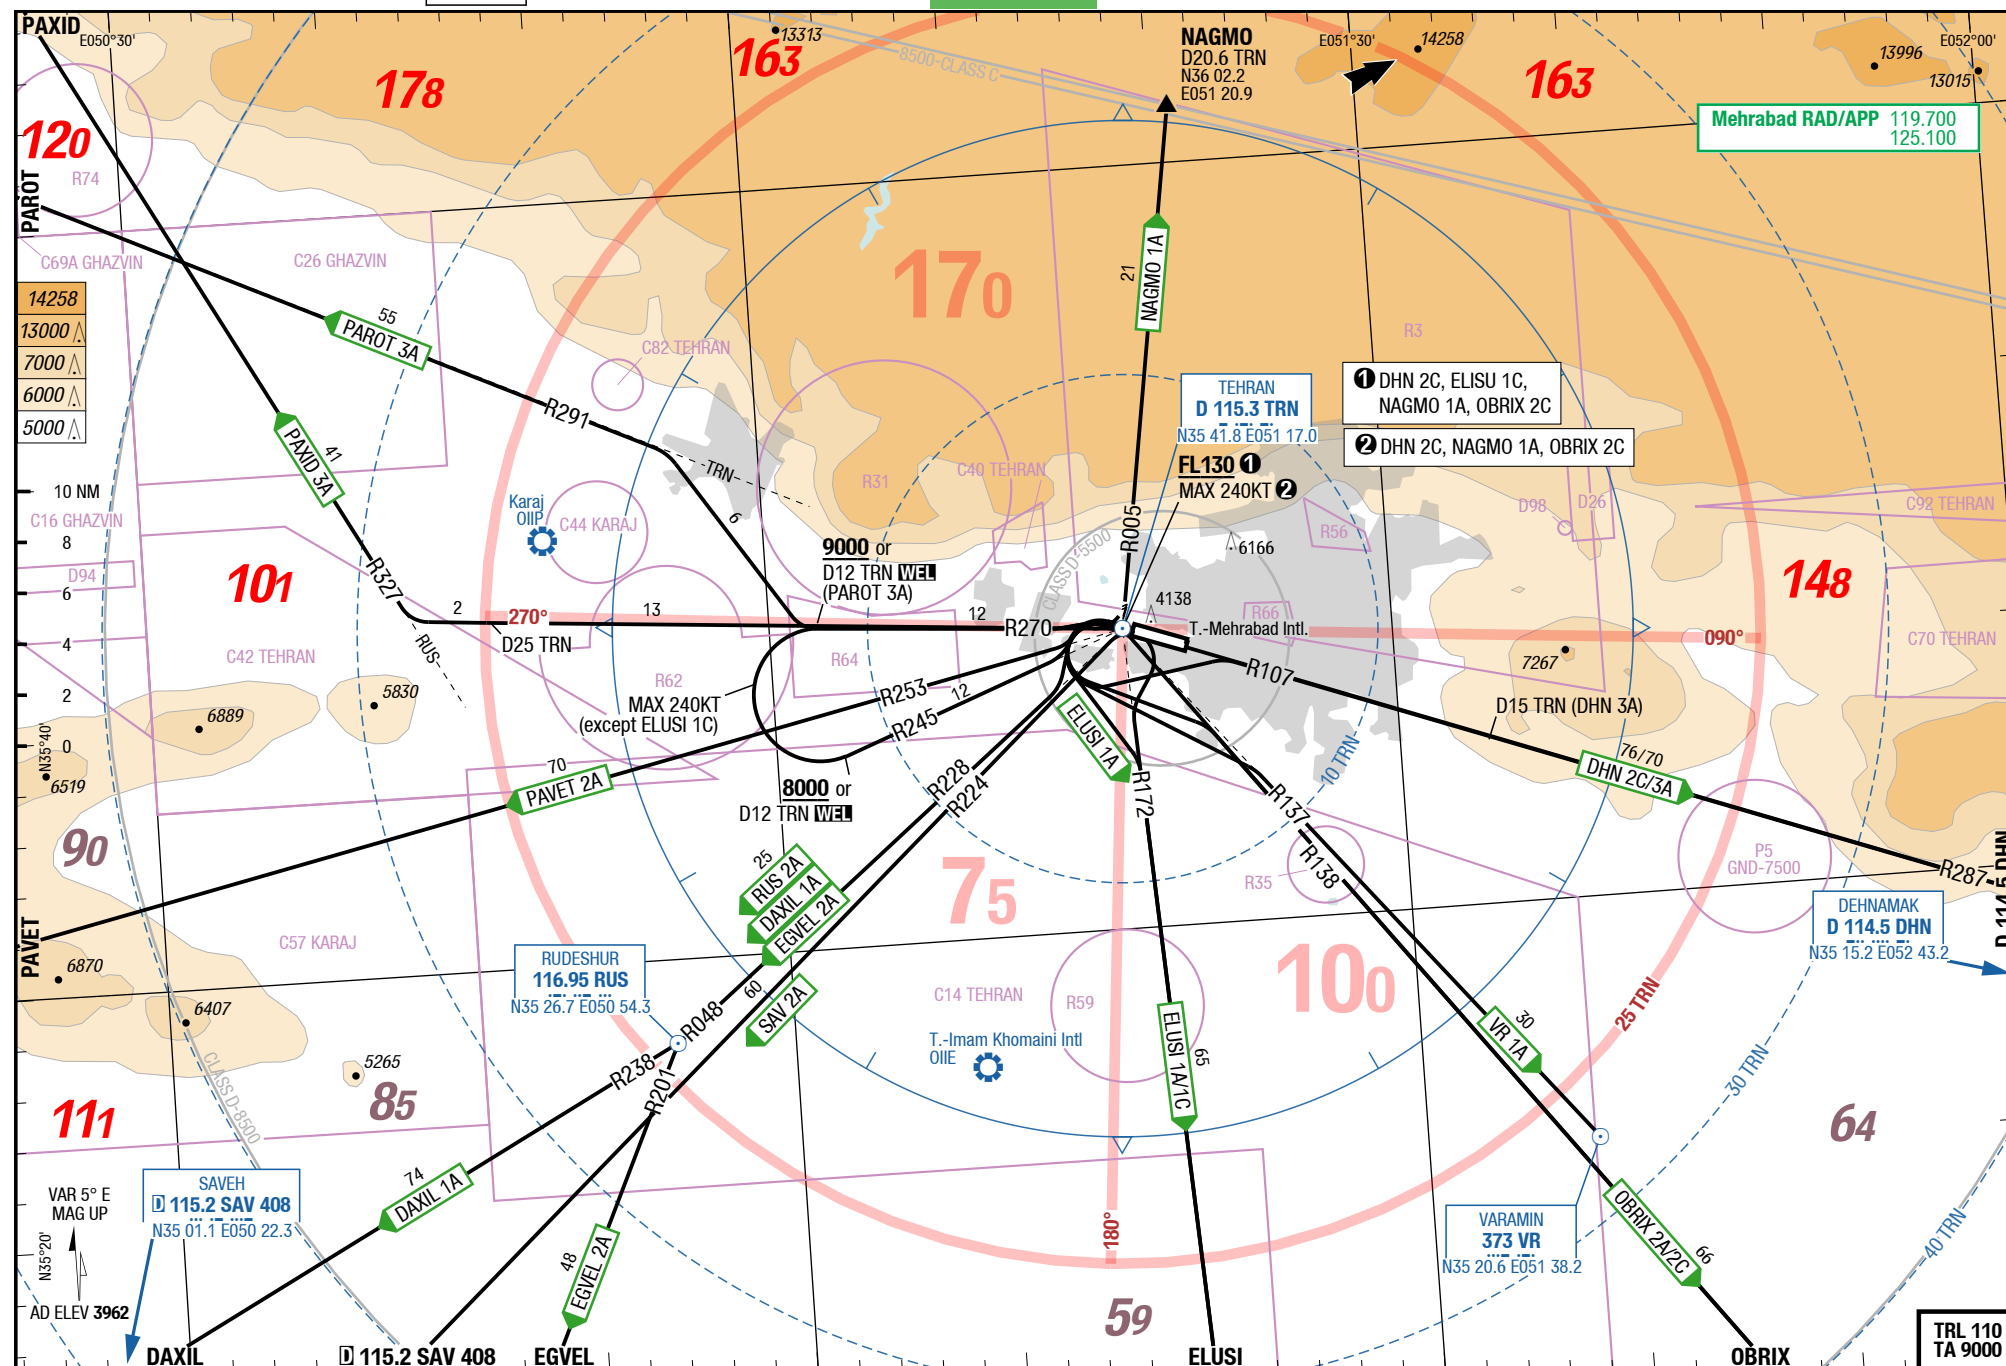 PAXID
E050°30'
13313
163
178
8500-CLASS C
NAGMO
D20.6 TRN
N36 02.2
E051 20.9
E051°30'
14258
163
13996
E052°00'
13015
Mehrabad RAD/APP 119.700
125.100
120
R74
PAROT
C69A GHAZVIN
C26 GHAZVIN
14258
13000
7000
6000
5000
55
PAROT 3A
170
21
NAGMO 1A
R3
C82 TEHRAN
TEHRAN
D 115.3 TRN
N35 41.8 E051 17.0
1 DHN 2C, ELISU 1C,
NAGMO 1A, OBRIX 2C
2 DHN 2C, NAGMO 1A, OBRIX 2C
FL130 1
MAX 240KT 2
R291
TRN
41
PAXID 3A
6
R31
C40 TEHRAN
10 NM
8
6
4
2
0
C16 GHAZVIN
Karaj
OIIP
C44 KARAJ
D98
D26
C92 TEHRAN
R56
6166
R005
CLASS D-5500
9000 or
D12 TRN WEL
(PAROT 3A)
D94
101
R327
148
2
270°
13
12
R270
4138
R66
T.-Mehrabad Intl.
090°
D25 TRN
RUS
C42 TEHRAN
R64
R62
7267
C70 TEHRAN
5830
6889
MAX 240KT
(except ELUSI 1C)
R253
12
R245
R107
D15 TRN (DHN 3A)
ELUSI 1A
N35°40'
6519
70
PAVET 2A
8000 or
D12 TRN WEL
R228
R224
R172
10 TRN
76/70
DHN 2C/3A
R137
R138
90
25
RUS 2A
DAXIL 1A
EGVEL 2A
75
R35
P5
GND-7500
R287
D 114.5 DHN
DEHNAMAK
D 114.5 DHN
N35 15.2 E052 43.2
PAVET
6870
C57 KARAJ
RUDESHUR
116.95 RUS
N35 26.7 E050 54.3
60
SAV 2A
C14 TEHRAN
R59
100
25 TRN
6407
R048
T.-Imam Khomaini Intl
OIIE
ELUSI 1A/1C
65
30
VR 1A
30 TRN
CLASS D-8500
5265
R238
R201
85
111
64
74
DAXIL 1A
SAVEH
D 115.2 SAV 408
N35 01.1 E050 22.3
VAR 5° E
MAG UP
N35°20'
AD ELEV 3962
180°
VARAMIN
373 VR
N35 20.6 E051 38.2
OBRIX 2A/2C
66
40 TRN
48
EGVEL 2A
59
TRL 110
TA 9000
DAXIL
D 115.2 SAV 408
EGVEL
ELUSI
OBRIX